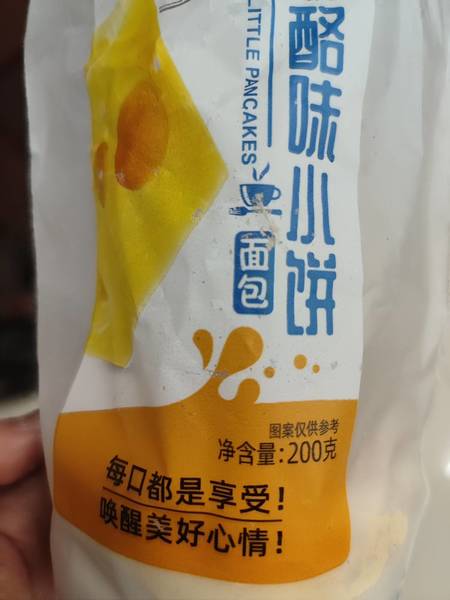 酪味小饼
LITTLE PANCAKES
面包
图案仅供参考
净含量:200克
每口都是享受!
唤醒美好心情!